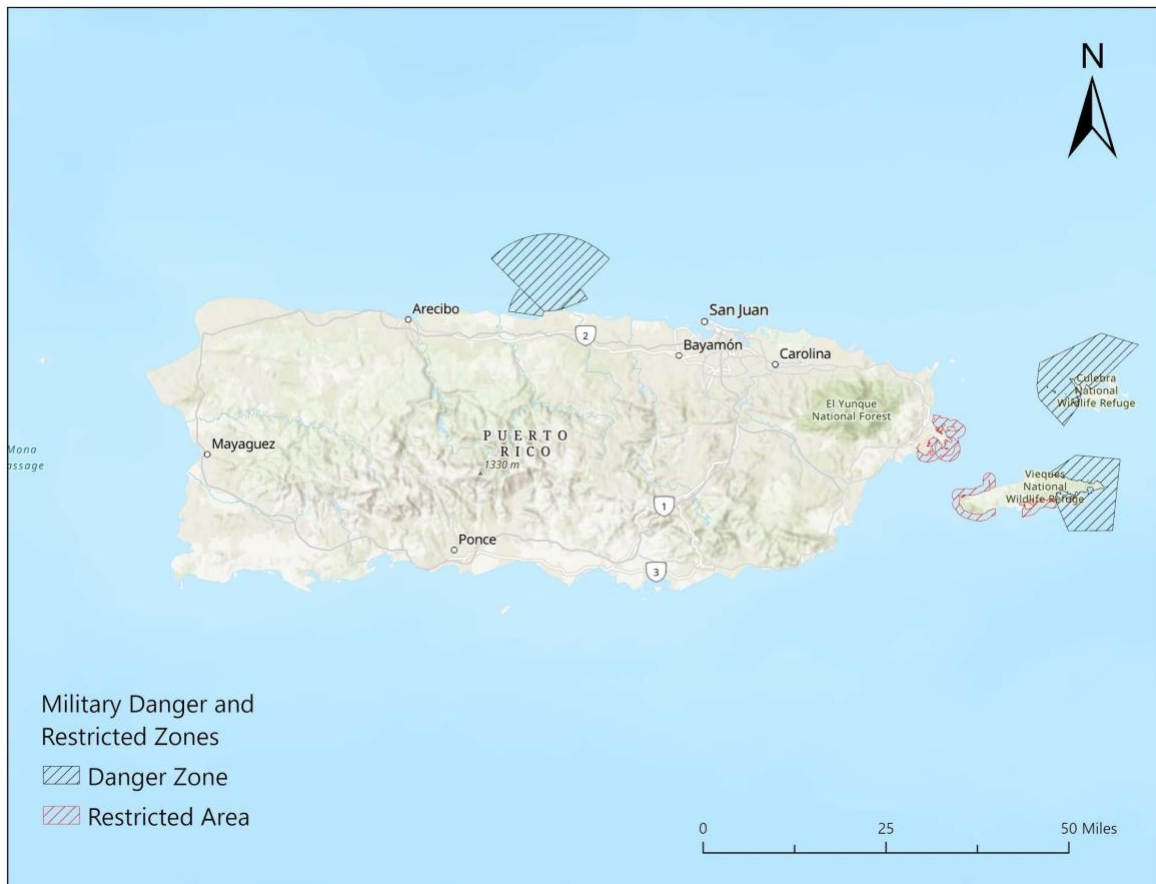 N
Arecibo
San Juan
2
Bayamón
Carolina
Culebra
National
Wildlife Refuge
El Yunque
National Forest
PUERTO
RICO
1330 m
Mayaguez
Mona
assage
Vieques
National
Wildlife Refuge
1
Ponce
3
Military Danger and
Restricted Zones
Danger Zone
Restricted Area
0 25 50 Miles